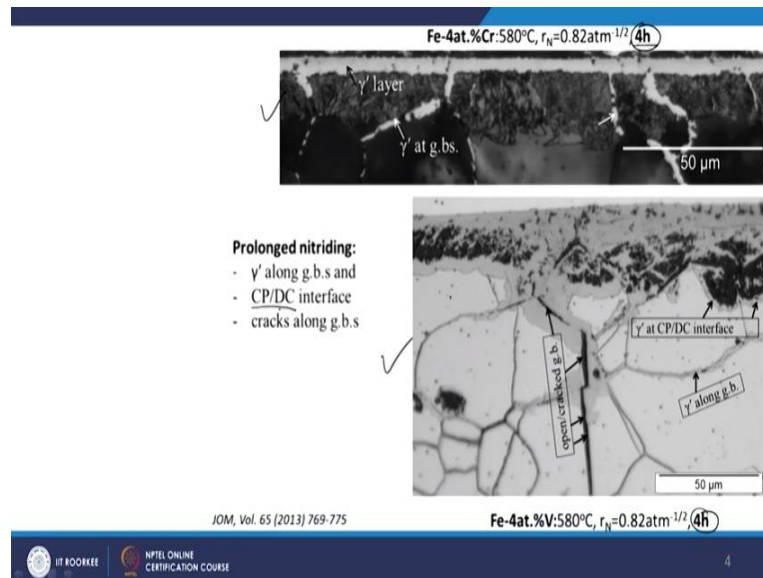 Fe-4at.%Cr:580°C, rN=0.82atm-1/2, 4h
γ′ layer
γ′ at g.bs.
50 µm
Prolonged nitriding:
- γ′ along g.b.s and
- CP/DC interface
- cracks along g.b.s
γ′ at CP/DC interface
open/cracked g.b.
γ′ along g.b.
50 µm
JOM, Vol. 65 (2013) 769-775
Fe-4at.%V:580°C, rN=0.82atm-1/2, 4h
IIT ROORKEE
NPTEL ONLINE
CERTIFICATION COURSE
4